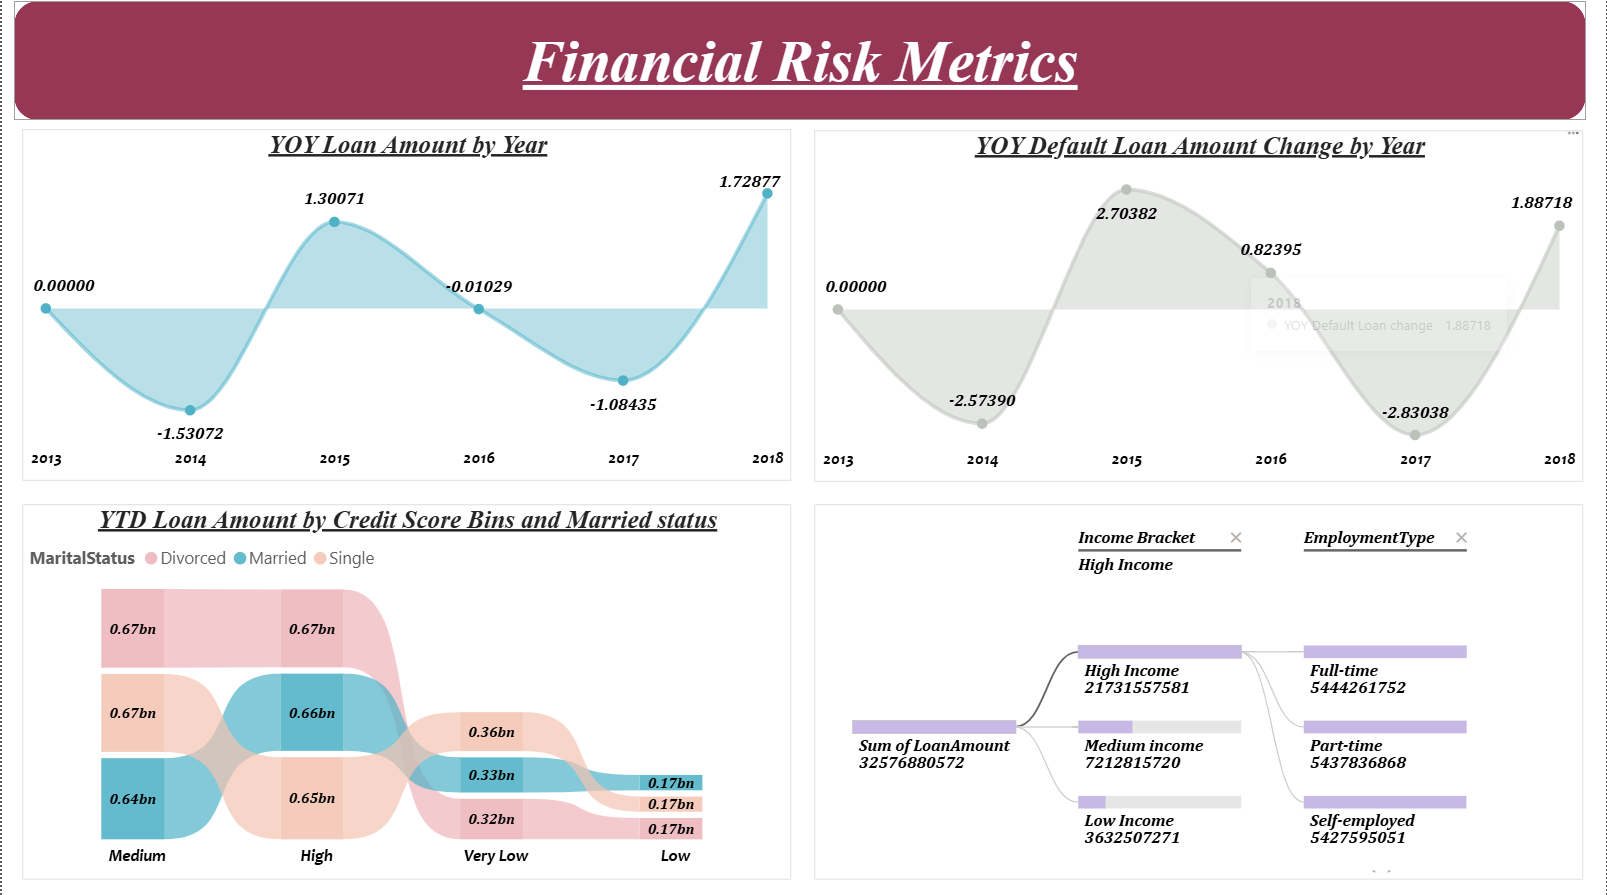 Financial Risk Metrics
YOY Loan Amount by Year
0.00000
-1.53072
1.30071
-0.01029
-1.08435
1.72877
2013 2014 2015 2016 2017 2018
YOY Default Loan Amount Change by Year
0.00000
-2.57390
2.70382
0.82395
-2.83038
1.88718
2018
YOY Default Loan change 1.88718
2013 2014 2015 2016 2017 2018
YTD Loan Amount by Credit Score Bins and Married status
MaritalStatus Divorced Married Single
0.67bn
0.67bn
0.64bn
0.67bn
0.66bn
0.65bn
0.36bn
0.33bn
0.32bn
0.17bn
0.17bn
0.17bn
Medium High Very Low Low
Income Bracket
High Income
EmploymentType
Sum of LoanAmount
32576880572
High Income
21731557581
Medium income
7212815720
Low Income
3632507271
Full-time
5444261752
Part-time
5437836868
Self-employed
5427595051